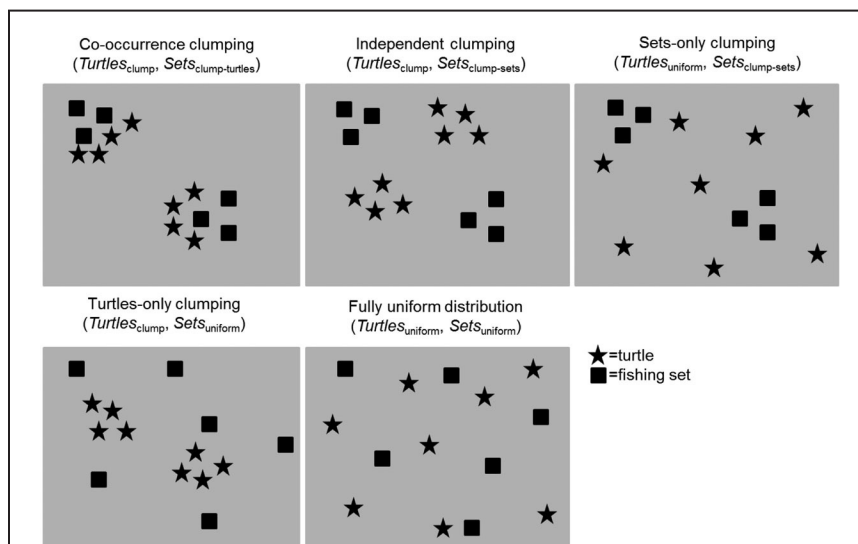 Co-occurrence clumping
(Turtlesclump, Setsclump-turtles)
Independent clumping
(Turtlesclump, Setsclump-sets)
Sets-only clumping
(Turtlesuniform, Setsclump-sets)
Turtles-only clumping
(Turtlesclump, Setsuniform)
Fully uniform distribution
(Turtlesuniform, Setsuniform)
=turtle
=fishing set